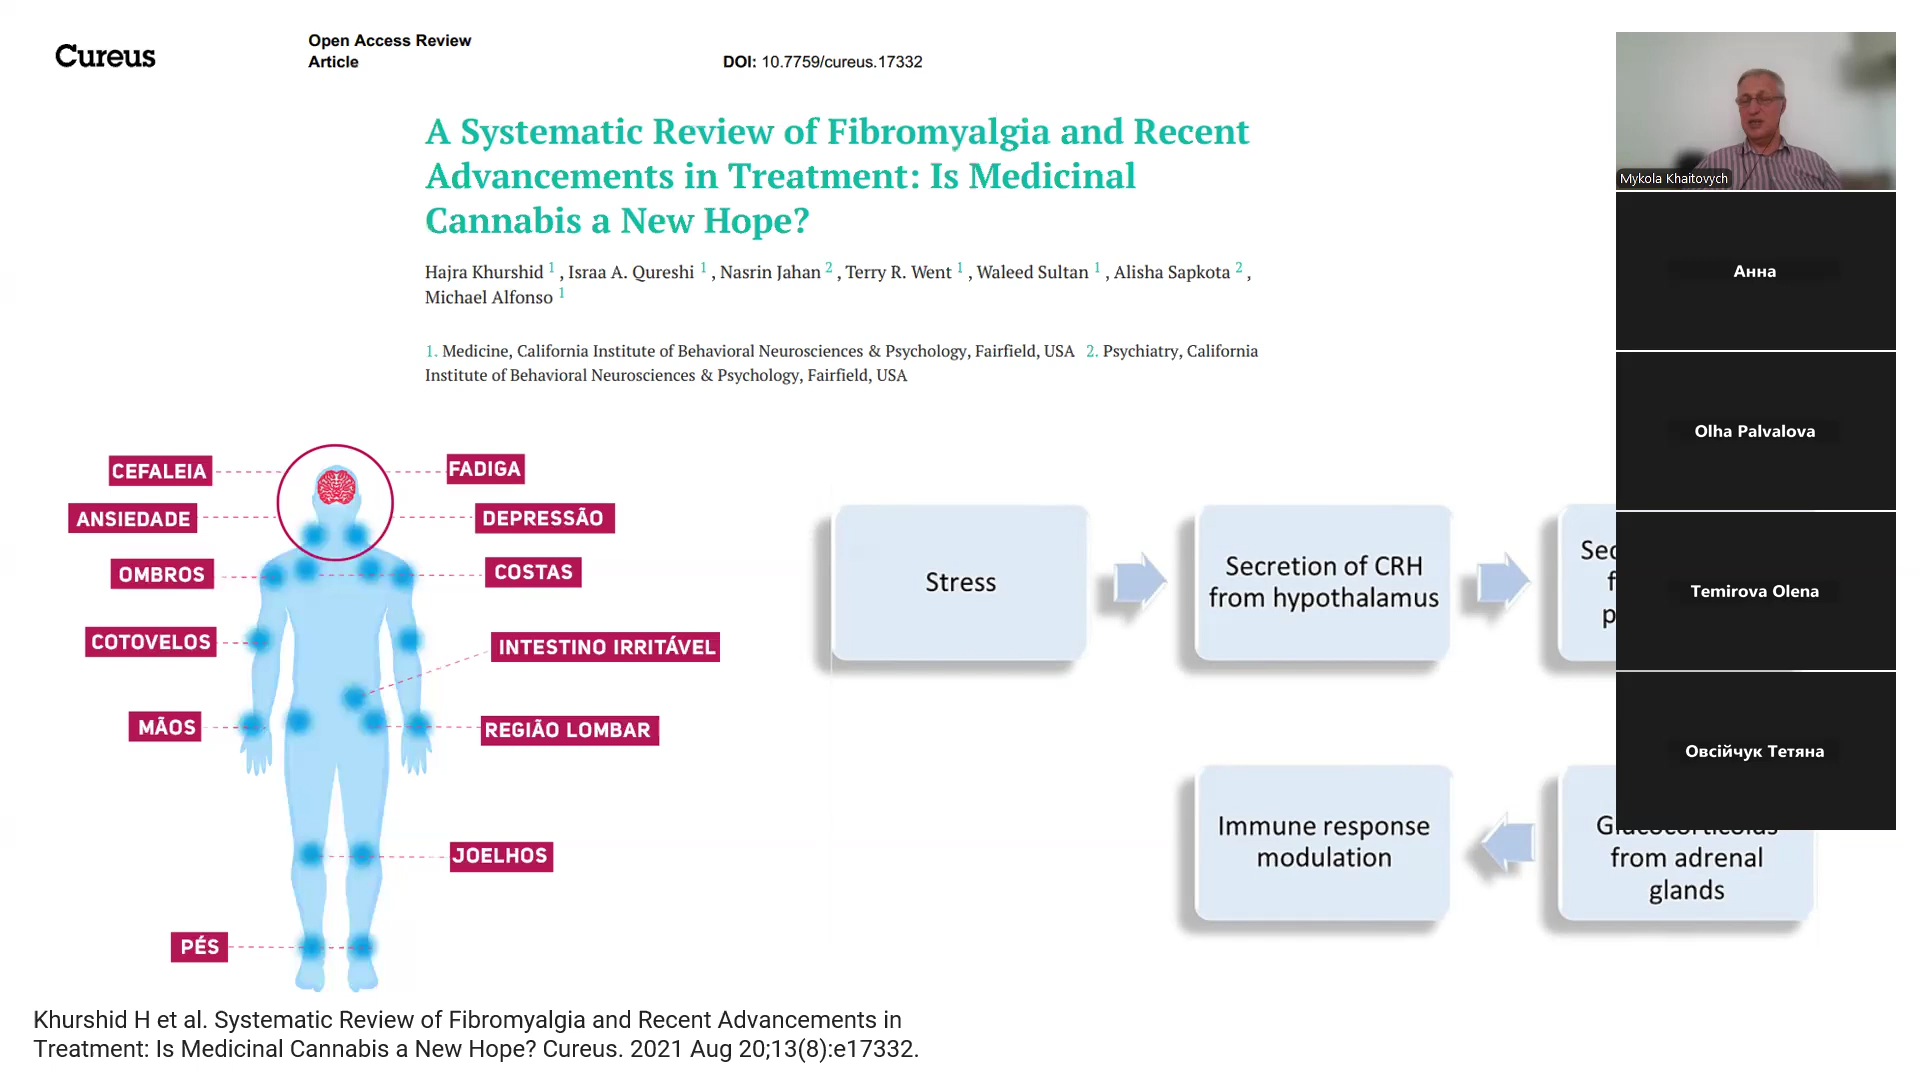 Cureus
Open Access Review
Article
DOI: 10.7759/cureus.17332
A Systematic Review of Fibromyalgia and Recent
Advancements in Treatment: Is Medicinal
Cannabis a New Hope?
Hajra Khurshid 1 , Israa A. Qureshi 1 , Nasrin Jahan 2 , Terry R. Went 1 , Waleed Sultan 1 , Alisha Sapkota 2 ,
Michael Alfonso 1
1. Medicine, California Institute of Behavioral Neurosciences & Psychology, Fairfield, USA 2. Psychiatry, California
Institute of Behavioral Neurosciences & Psychology, Fairfield, USA
CEFALEIA
FADIGA
ANSIEDADE
DEPRESSÃO
OMBROS
COSTAS
COTOVELOS
INTESTINO IRRITÁVEL
MÃOS
REGIÃO LOMBAR
JOELHOS
PÉS
Stress
Secretion of CRH
from hypothalamus
Immune response
modulation
Glucocorticoids
from adrenal
glands
Khurshid H et al. Systematic Review of Fibromyalgia and Recent Advancements in
Treatment: Is Medicinal Cannabis a New Hope? Cureus. 2021 Aug 20;13(8):e17332.
Mykola Khaitovych
Анна
Olha Palvalova
Temirova Olena
Овсійчук Тетяна